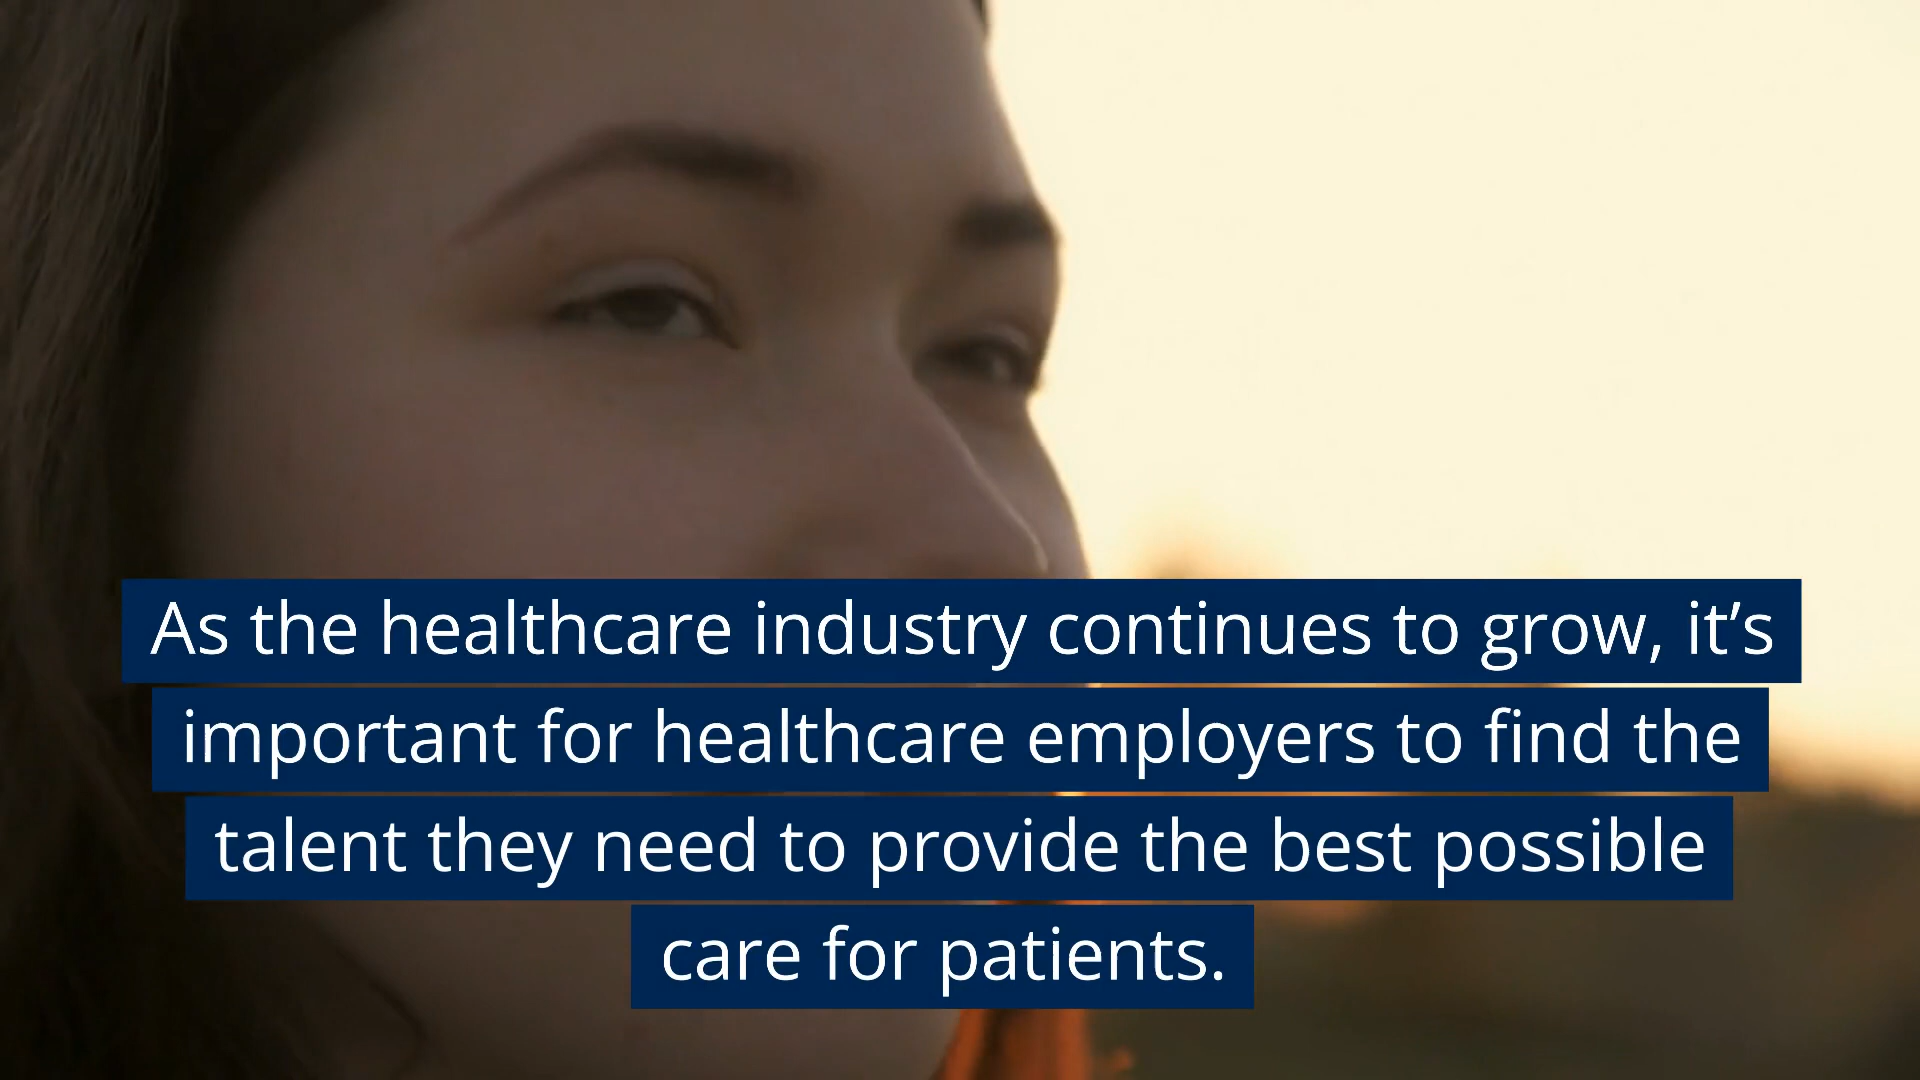 As the healthcare industry continues to grow, it’s
important for healthcare employers to find the
talent they need to provide the best possible
care for patients.